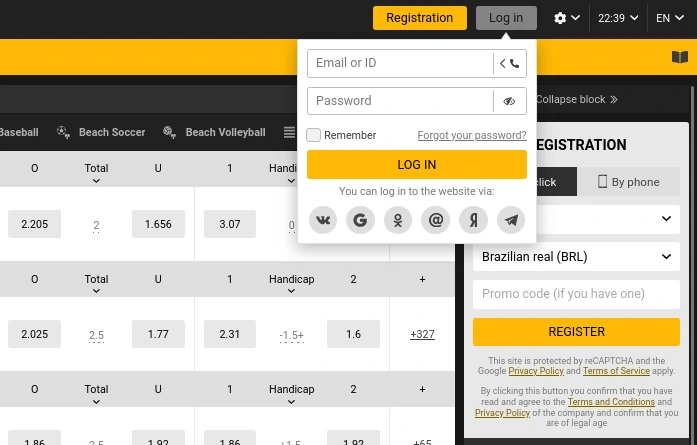 Registration
Log in
22:39
EN
Email or ID
Password
Remember
Forgot your password?
LOG IN
You can log in to the website via:
Collapse block
Baseball
Beach Soccer
Beach Volleyball
O Total U 1
2.205 2 1.656 3.07 0
O Total U 1 Handicap 2 +
2.025 2.5 1.77 2.31 -1.5+ 1.6 +327
O Total U 1 Handicap 2 +
1.86 2.5 1.92 1.86 +1.5 1.92 +65
EGISTRATION
click
By phone
Brazilian real (BRL)
Promo code (if you have one)
REGISTER
This site is protected by reCAPTCHA and the
Google Privacy Policy and Terms of Service apply.
By clicking this button you confirm that you have
read and agree to the Terms and Conditions and
Privacy Policy of the company and confirm that you
are of legal age